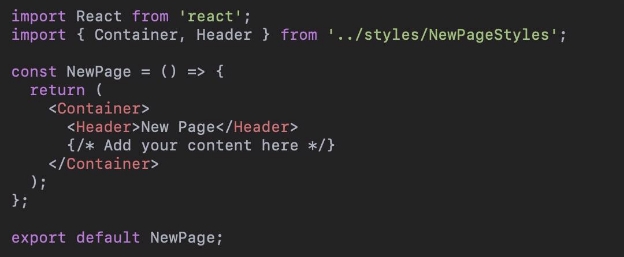 import React from 'react';
import { Container, Header } from '../styles/NewPageStyles';
const NewPage = () => {
return (
<Container>
<Header>New Page</Header>
{/* Add your content here */}
</Container>
);
};
export default NewPage;